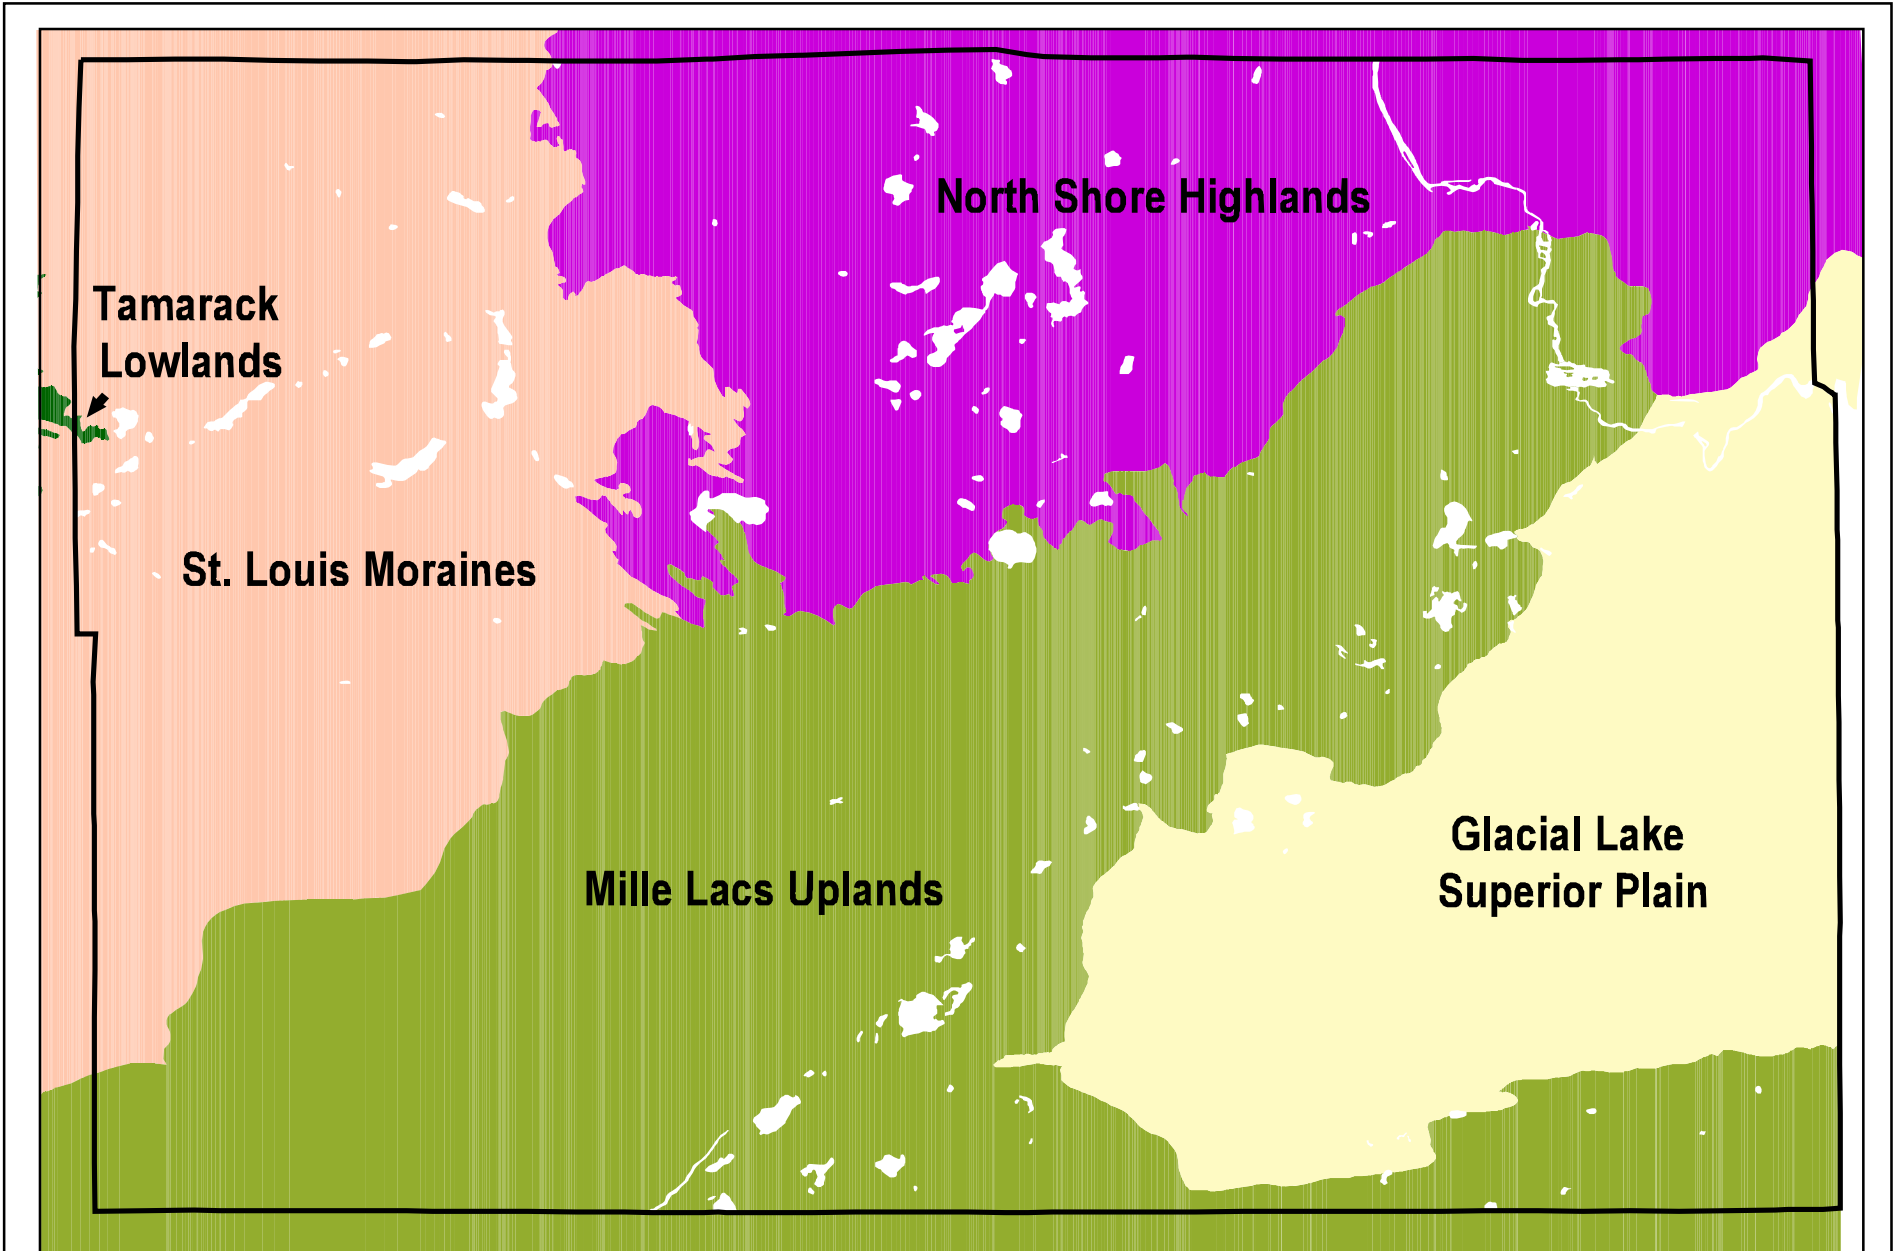 North Shore Highlands
Tamarack
Lowlands
St. Louis Moraines
Glacial Lake
Superior Plain
Mille Lacs Uplands